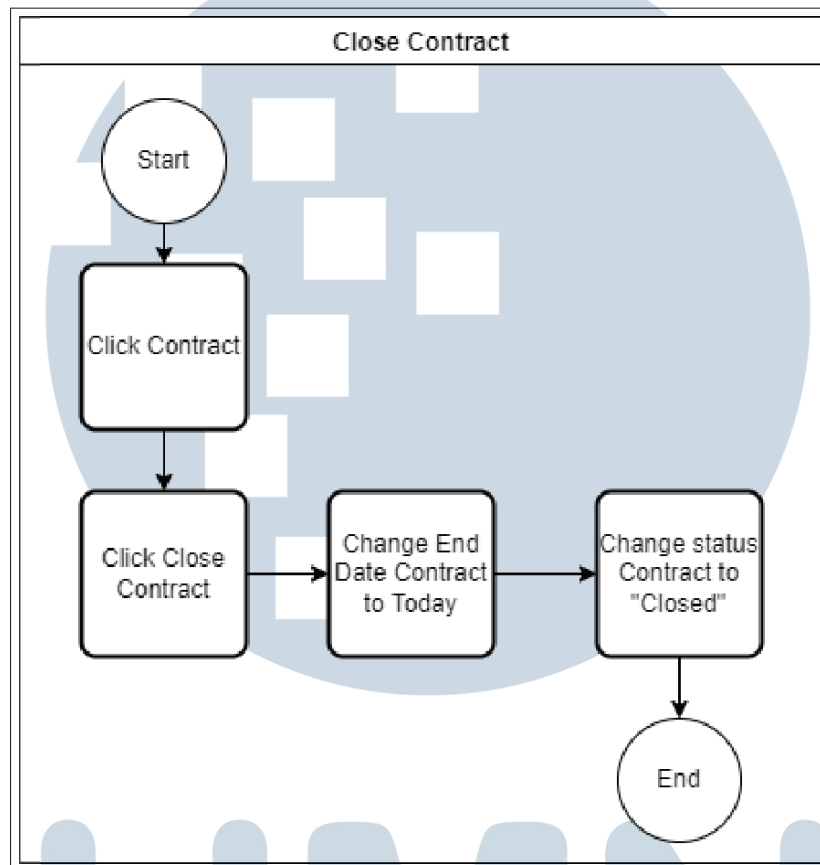 Close Contract
Start
Click Contract
Click Close
Contract
Change End
Date Contract
to Today
Change status
Contract to
"Closed"
End